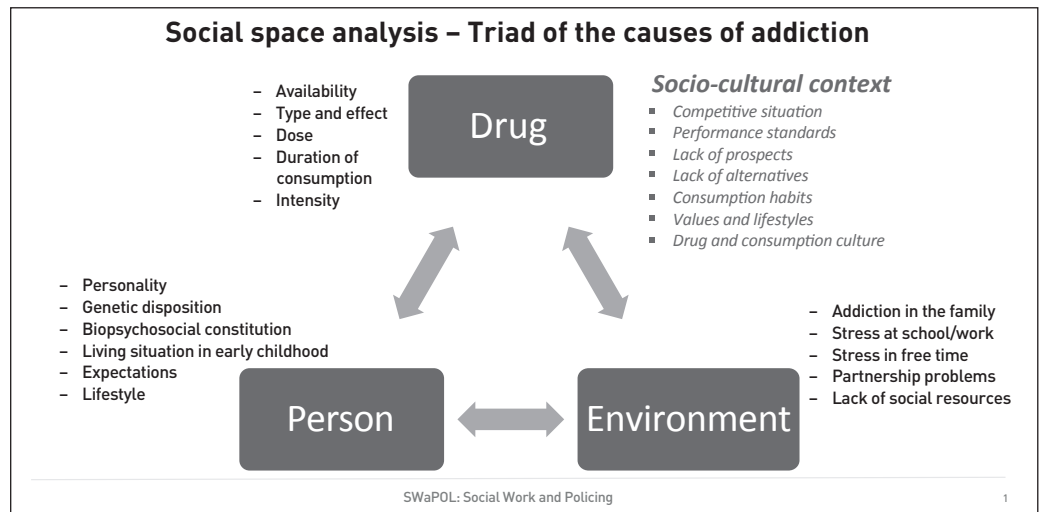 Social space analysis – Triad of the causes of addiction
– Availability
– Type and effect
– Dose
– Duration of
consumption
– Intensity
Drug
Socio-cultural context
▪ Competitive situation
▪ Performance standards
▪ Lack of prospects
▪ Lack of alternatives
▪ Consumption habits
▪ Values and lifestyles
▪ Drug and consumption culture
– Personality
– Genetic disposition
– Biopsychosocial constitution
– Living situation in early childhood
– Expectations
– Lifestyle
Person
Environment
– Addiction in the family
– Stress at school/work
– Stress in free time
– Partnership problems
– Lack of social resources
SWaPOL: Social Work and Policing
1